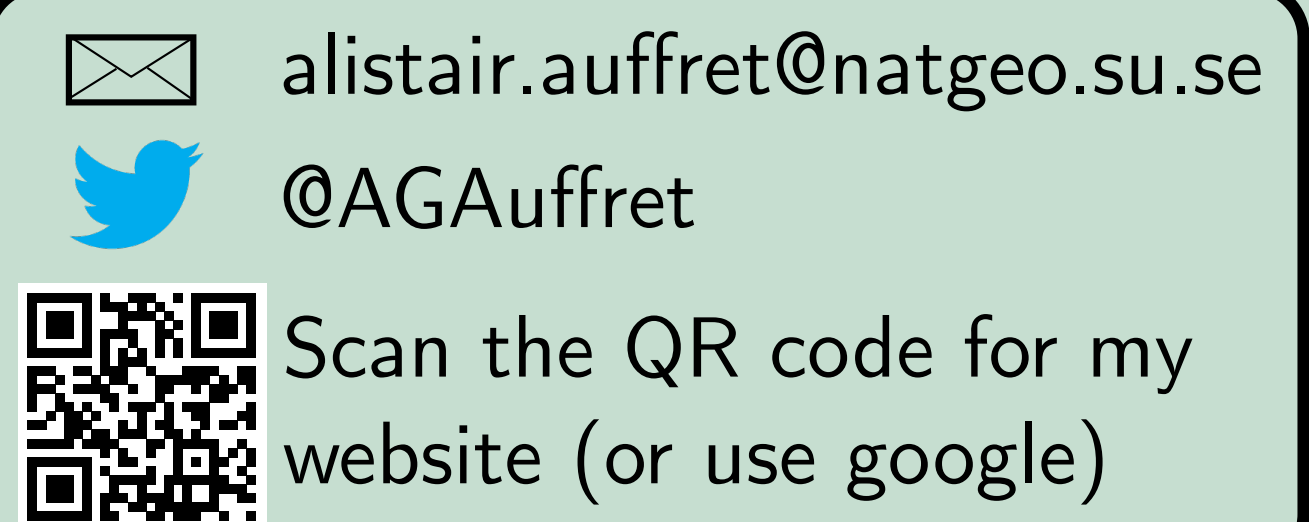 alistair.auffret@natgeo.su.se
@AGAuffret
Scan the QR code for my
website (or use google)